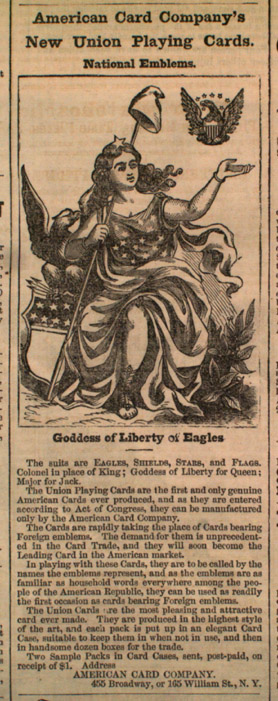 American Card Company's
New Union Playing Cards.
National Emblems.
Goddess of Liberty of Eagles
The suits are EAGLES, SHIELDS, STARS, and FLAGS.
Colonel in place of King; Goddess of Liberty for Queen;
Major for Jack.
The Union Playing Cards are the first and only genuine
American Cards ever produced, and as they are entered
according to Act of Congress, they can be manufactured
only by the American Card Company.
The Cards are rapidly taking the place of Cards bearing
Foreign emblems. The demand for them is unprecedent-
ed in the Card Trade, and they will soon become the
Leading Card in the American market.
In playing with these Cards, they are to be called by the
names the emblems represent, and as the emblems are as
familiar as household words everywhere among the peo-
ple of the American Republic, they can be used as readily
the first occasion as cards bearing Foreign emblems.
The Union Cards are the most pleasing and attractive
card ever made. They are produced in the highest style
of the art, and each pack is put up in an elegant Card
Case, suitable to keep them in when not in use, and then
in handsome dozen boxes for the trade.
Two Sample Packs in Card Cases, sent, post-paid, on
receipt of $1. Address
AMERICAN CARD COMPANY.
455 Broadway, or 165 William St., N. Y.